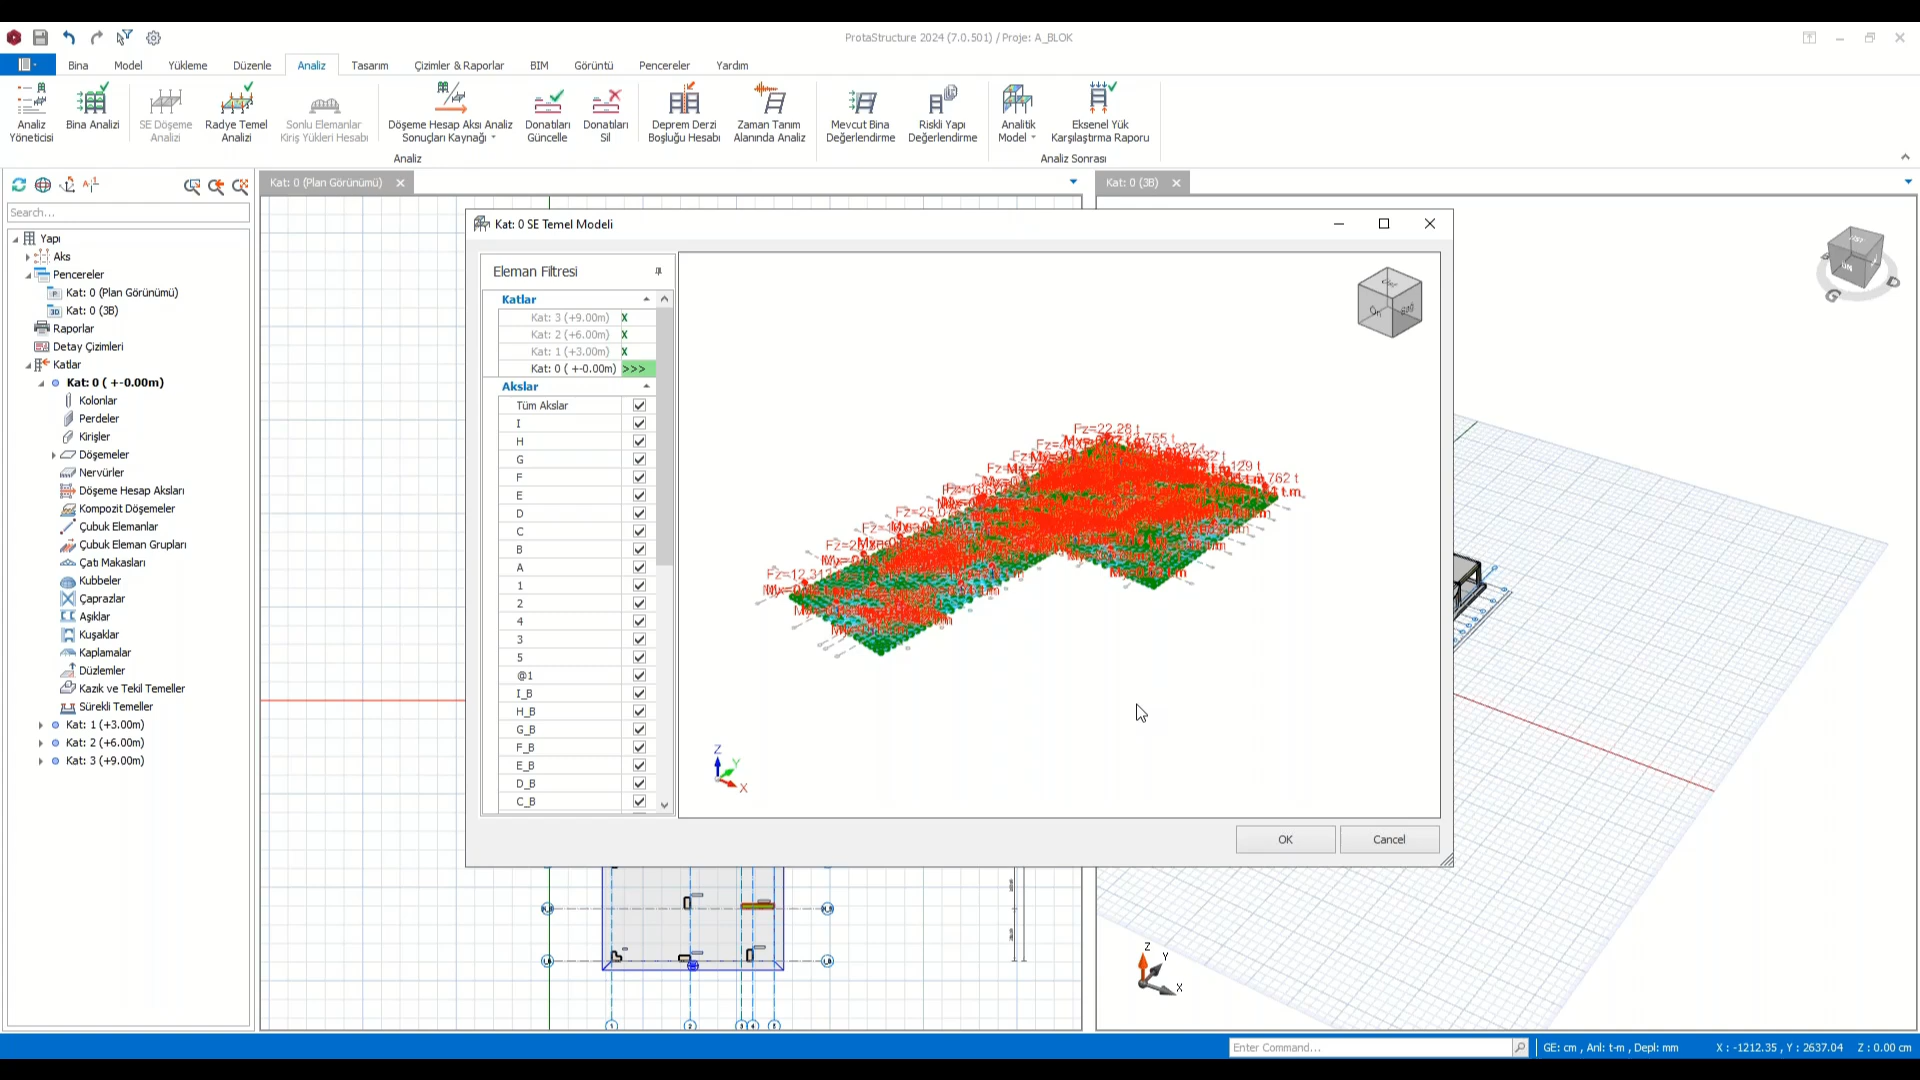 ProtaStructure 2024 (7.0.501) / Proje: A_BLOK
Bina Model Yükleme Düzenle Analiz Tasarım Çizimler & Raporlar BIM Görüntü Pencereler Yardım
Analiz Yöneticisi
Bina Analizi
SE Döşeme Analizi
Radye Temel Analizi
Sonlu Elemanlar Kiriş Yükleri Hesabı
Döşeme Hesap Aksı Analiz Sonuçları Kaynağı
Donatıları Güncelle
Donatıları Sil
Deprem Derzi Boşluğu Hesabı
Zaman Tanım Alanında Analiz
Mevcut Bina Değerlendirme
Riskli Yapı Değerlendirme
Analitik Model
Eksenel Yük Karşılaştırma Raporu
Analiz
Analiz Sonrası
Kat: 0 (Plan Görünümü)
Kat: 0 (3B)
Search...
Yapı
Aks
Pencereler
Kat: 0 (Plan Görünümü)
Kat: 0 (3B)
Raporlar
Detay Çizimleri
Katlar
Kat: 0 ( +-0.00m)
Kolonlar
Perdeler
Kirişler
Döşemeler
Nervürler
Döşeme Hesap Aksları
Kompozit Döşemeler
Çubuk Elemanlar
Çubuk Eleman Grupları
Çatı Makasları
Kubbeler
Çaprazlar
Aşıklar
Kuşaklar
Kaplamalar
Düzlemler
Kazık ve Tekil Temeller
Sürekli Temeller
Kat: 1 (+3.00m)
Kat: 2 (+6.00m)
Kat: 3 (+9.00m)
Kat: 0 SE Temel Modeli
Eleman Filtresi
Katlar
Kat: 3 (+9.00m) X
Kat: 2 (+6.00m) X
Kat: 1 (+3.00m) X
Kat: 0 ( +-0.00m) >>>
Akslar
Tüm Akslar
I
H
G
F
E
D
C
B
A
1
2
4
3
5
@1
I_B
H_B
G_B
F_B
E_B
D_B
C_B
Fz=22.28 t
Z
Y
X
OK
Cancel
G
D
Z
Y
X
1
2
Enter Command...
GE: cm , Anl: t-m , Depl: mm
X : -1212.35 , Y : 2637.04
Z : 0.00 cm